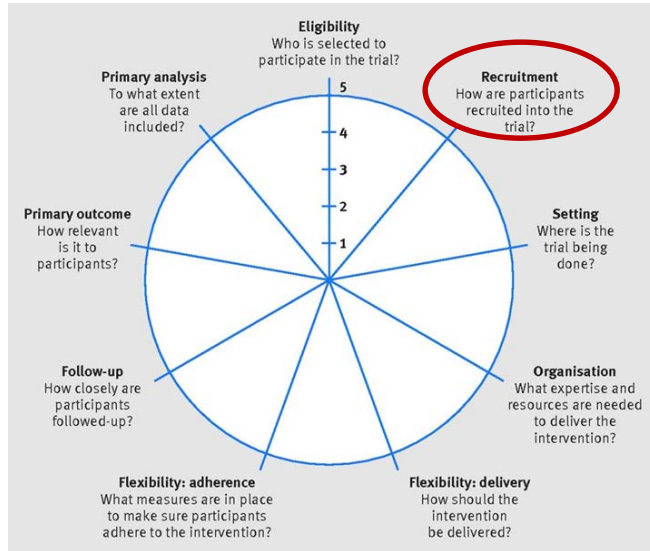 Eligibility
Who is selected to
participate in the trial?
Recruitment
How are participants
recruited into the
trial?
Setting
Where is the
trial being
done?
Organisation
What expertise and
resources are needed
to deliver the
intervention?
Flexibility: delivery
How should the
intervention
be delivered?
Flexibility: adherence
What measures are in place
to make sure participants
adhere to the intervention?
Follow-up
How closely are
participants
followed-up?
Primary outcome
How relevant
is it to
participants?
Primary analysis
To what extent
are all data
included?
5
4
3
2
1